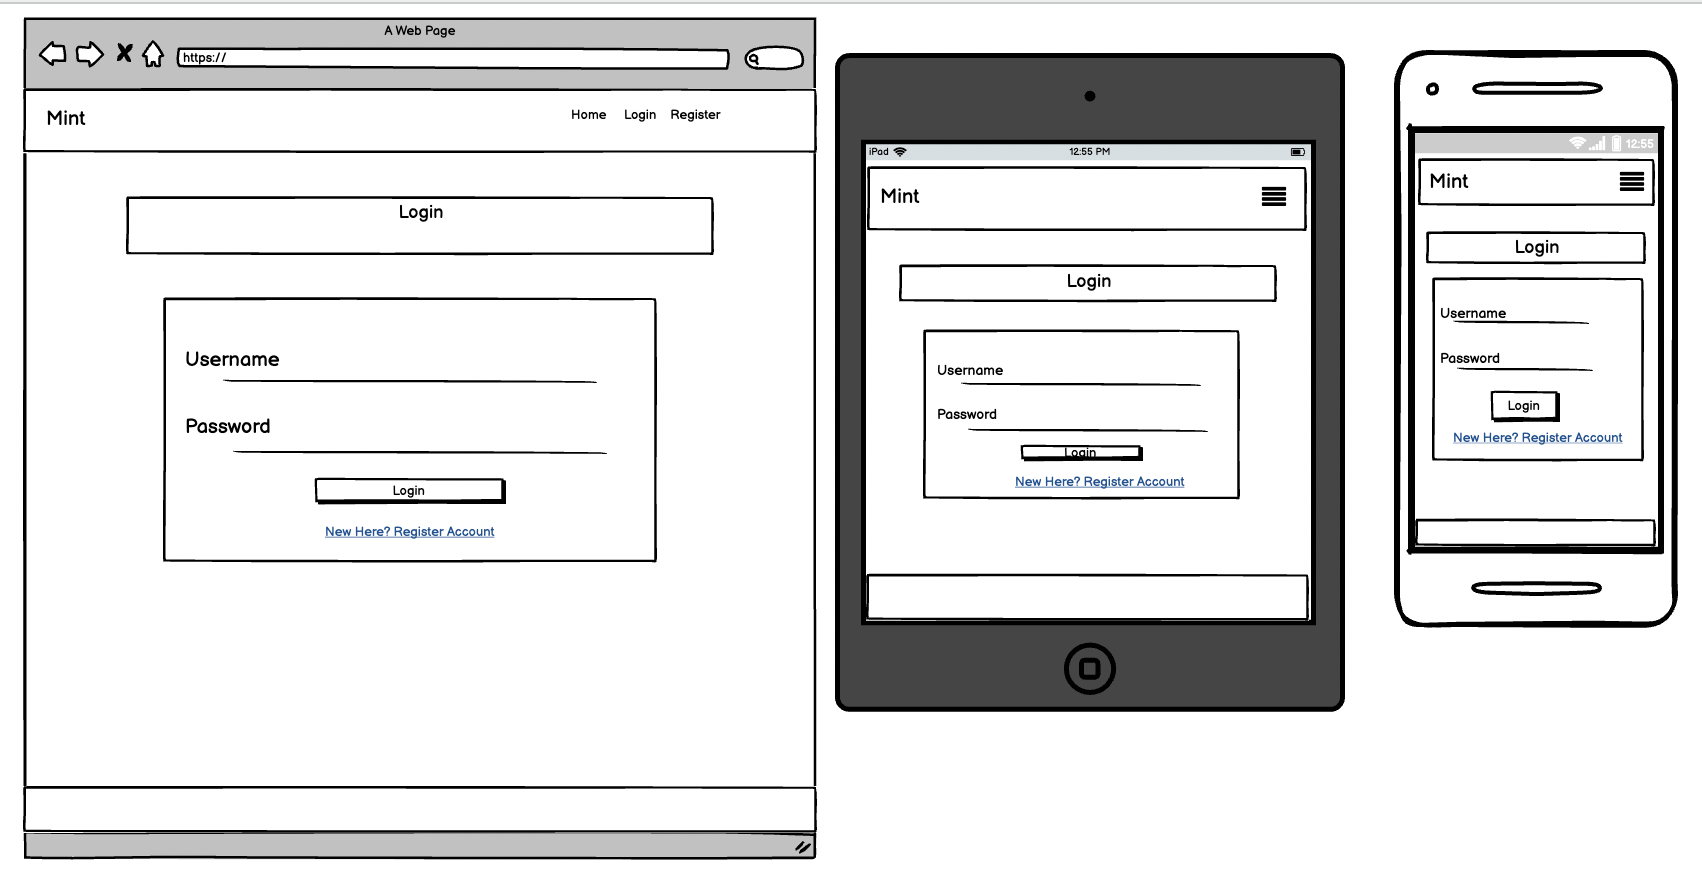 A Web Page
https://
Mint
Home Login Register
Login
Username
Password
Login
New Here? Register Account
iPad 12:55 PM
Mint
Login
Username
Password
Login
New Here? Register Account
12:55
Mint
Login
Username
Password
Login
New Here? Register Account